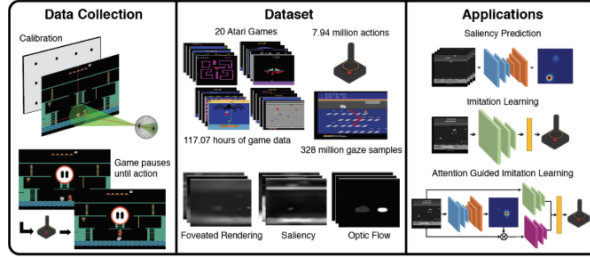 Data Collection
Calibration
Game pauses
until action
Dataset
20 Atari Games
7.94 million actions
117.07 hours of game data
328 million gaze samples
Foveated Rendering
Saliency
Optic Flow
Applications
Saliency Prediction
Imitation Learning
Attention Guided Imitation Learning